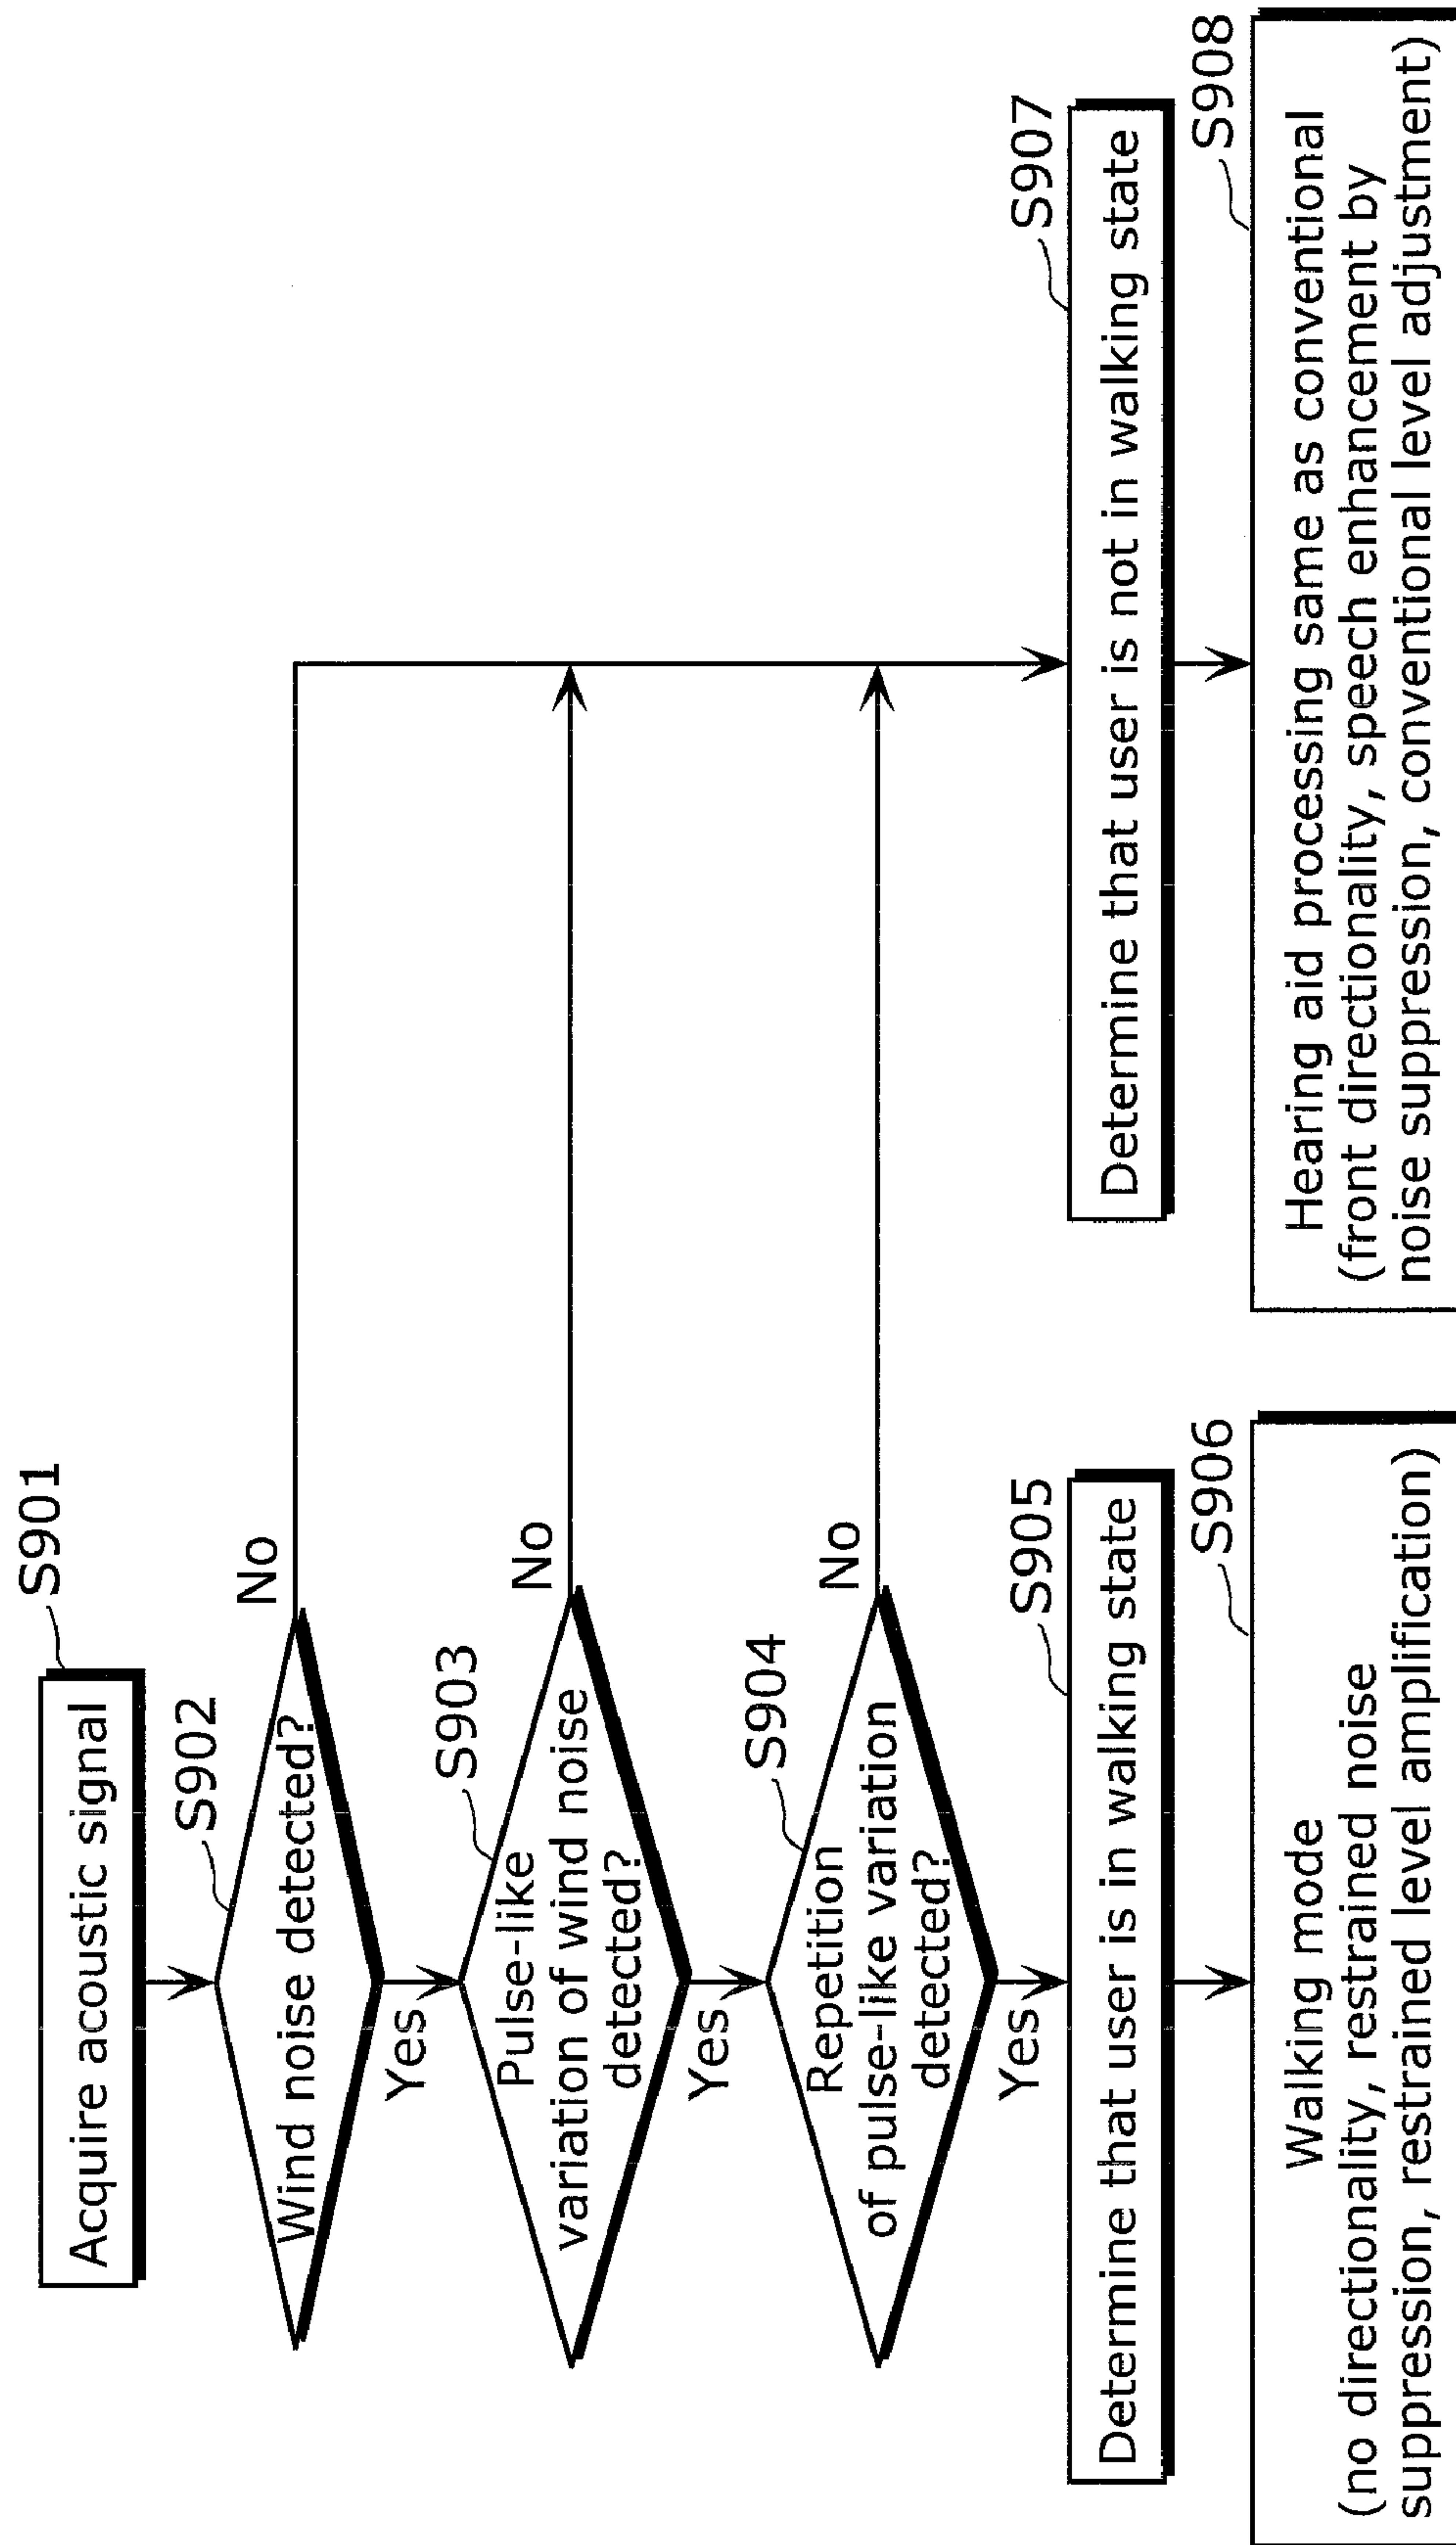 S901
Acquire acoustic signal
S902
Wind noise detected?
No
Yes
S903
Pulse-like
variation of wind noise
detected?
No
Yes
S904
Repetition
of pulse-like variation
detected?
No
Yes
S905
Determine that user is in walking state
S907
Determine that user is not in walking state
S906
Walking mode
(no directionality, restrained noise
suppression, restrained level amplification)
S908
Hearing aid processing same as conventional
(front directionality, speech enhancement by
noise suppression, conventional level adjustment)